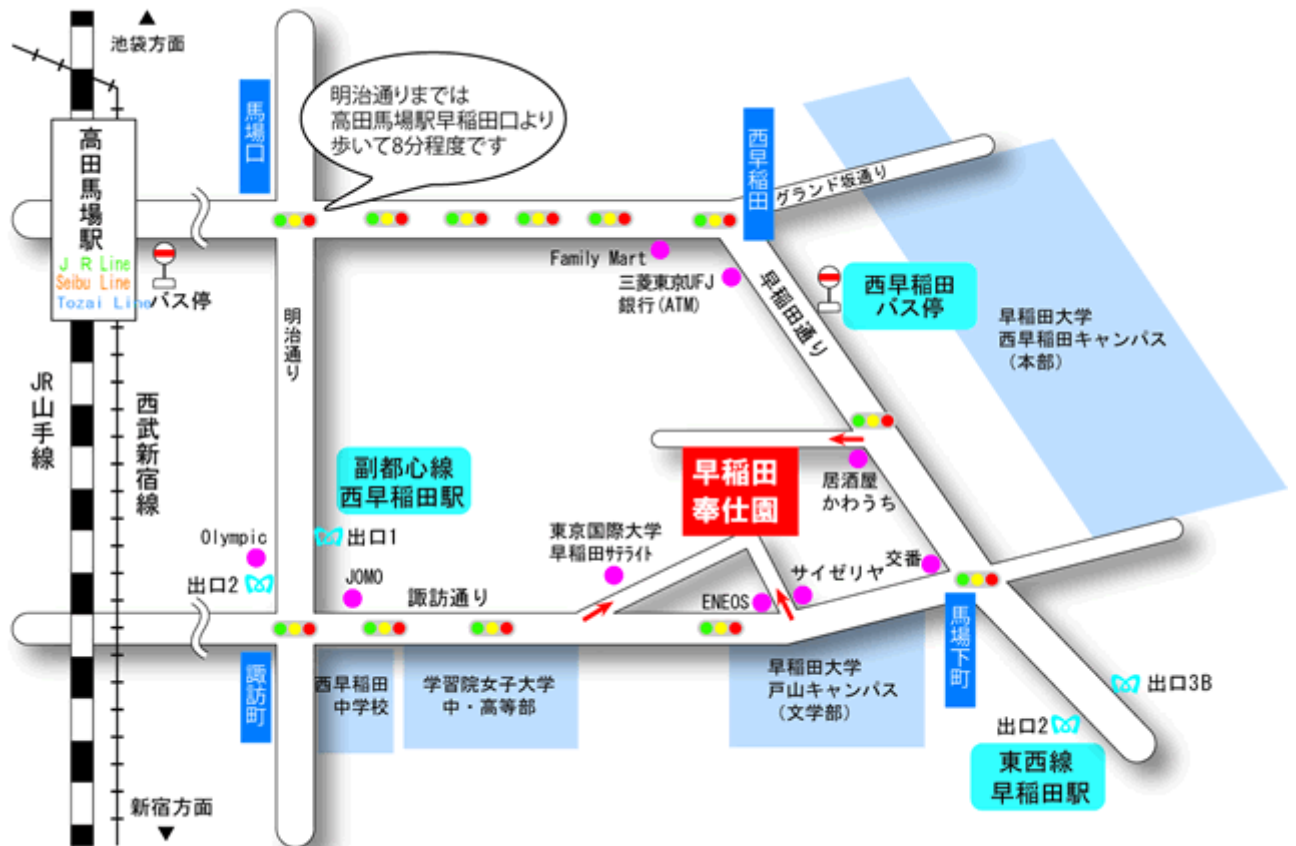 池袋方面
馬場口
明治通りまでは
高田馬場駅早稲田口より
歩いて8分程度です
西早稲田
グランド坂通り
高田馬場駅
JR Line
Seibu Line
Tozai Line
バス停
Family Mart
三菱東京UFJ
銀行(ATM)
早稲田通り
西早稲田
バス停
早稲田大学
西早稲田キャンパス
(本部)
明治通り
JR山手線
西武新宿線
副都心線
西早稲田駅
早稲田
奉仕園
居酒屋
かわうち
Olympic
出口1
出口2
JOMO
諏訪通り
東京国際大学
早稲田サテライト
ENEOS
サイゼリヤ
交番
諏訪町
西早稲田
中学校
学習院女子大学
中・高等部
早稲田大学
戸山キャンパス
(文学部)
馬場下町
出口3B
出口2
東西線
早稲田駅
新宿方面